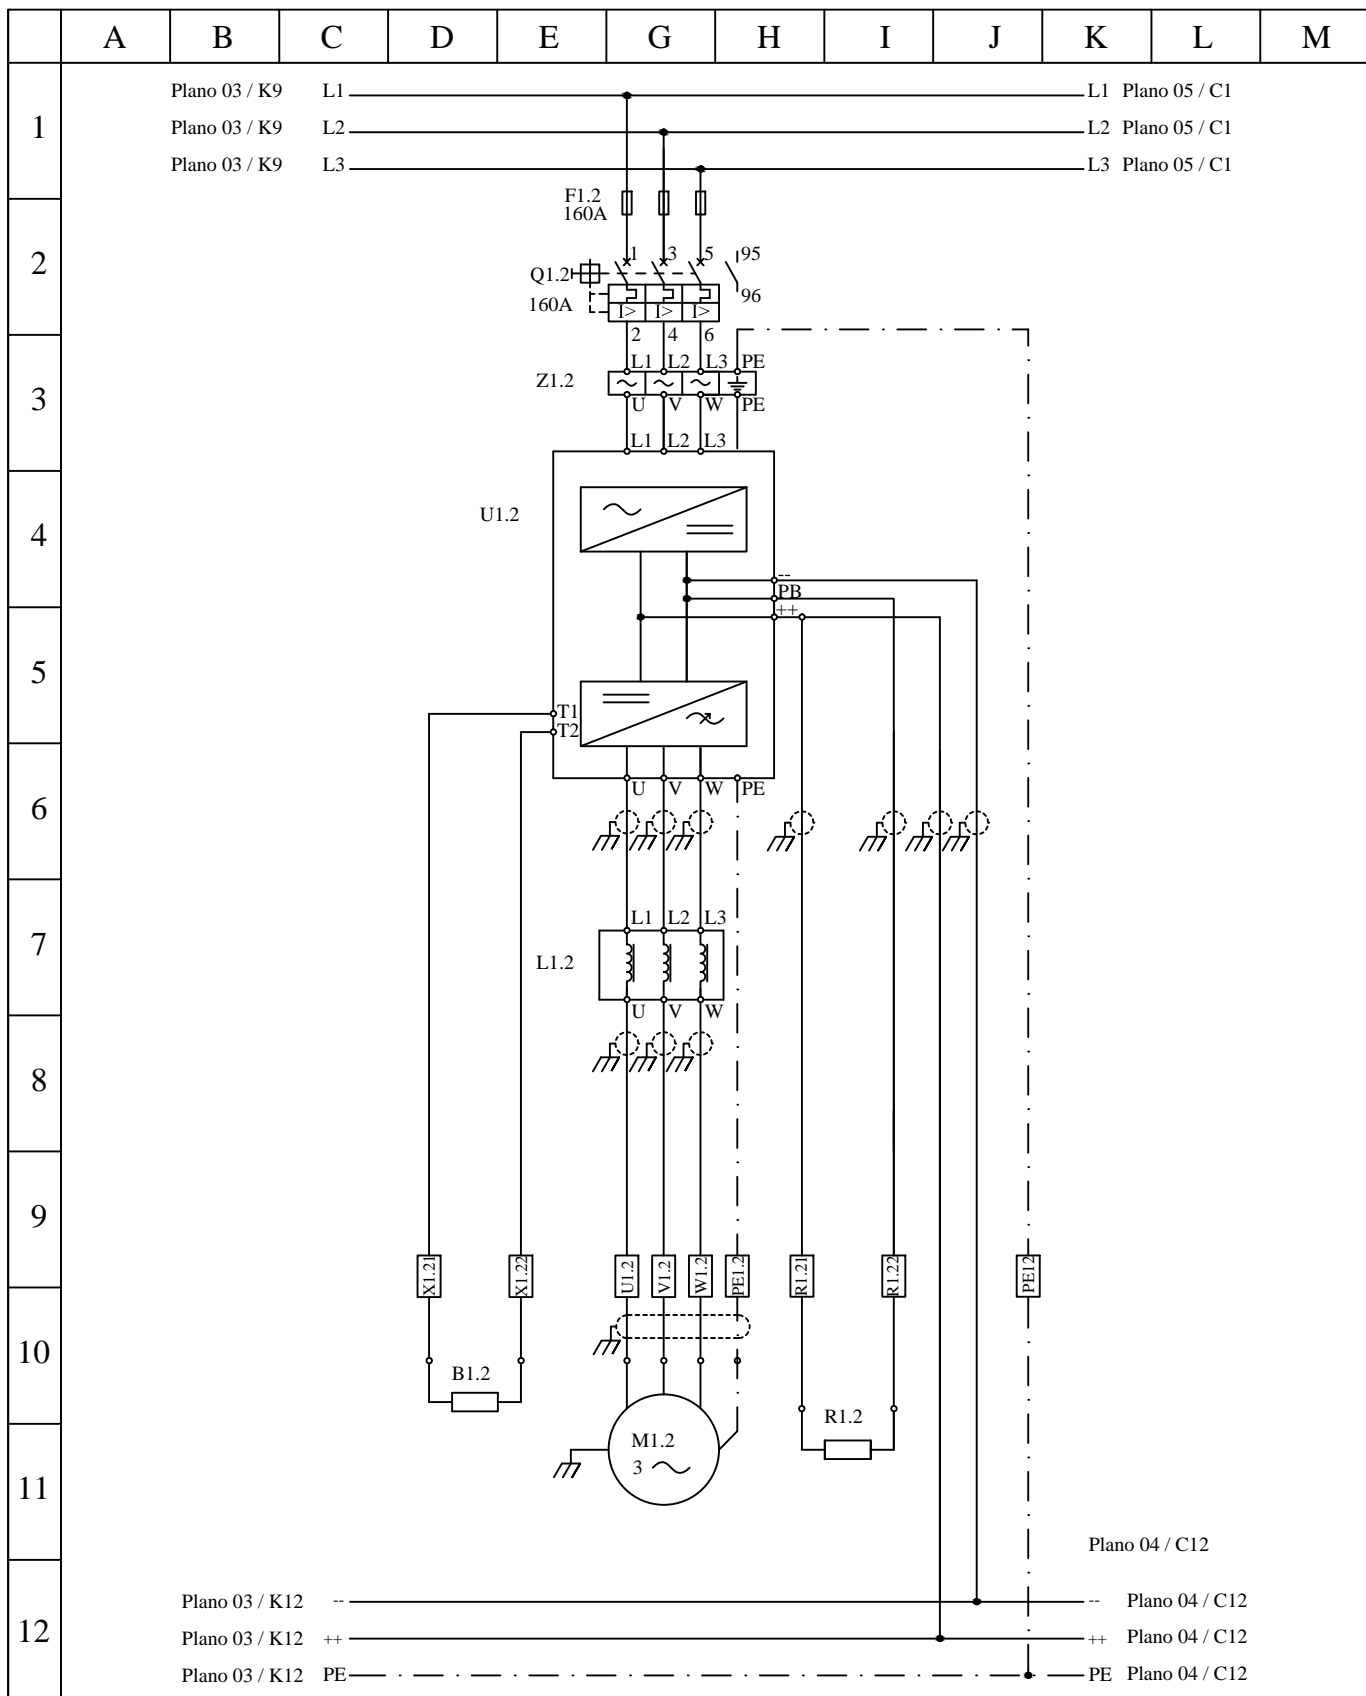 A B C D E G H I J K L M
1
Plano 03 / K9 L1 L1 Plano 05 / C1
Plano 03 / K9 L2 L2 Plano 05 / C1
Plano 03 / K9 L3 L3 Plano 05 / C1
2
F1.2
160A
1 3 5 95
Q1.2
160A
96
I> I> I>
2 4 6
3
L1 L2 L3 PE
Z1.2
U V W PE
L1 L2 L3
4
U1.2
--
PB
++
5
T1
T2
6
U V W PE
7
L1 L2 L3
L1.2
U V W
8
9
X1.21 X1.22 U1.2 V1.2 W1.2 PE1.2 R1.21 R1.22 PE12
10
B1.2
R1.2
11
M1.2
3
Plano 04 / C12
12
Plano 03 / K12 -- -- Plano 04 / C12
Plano 03 / K12 ++ ++ Plano 04 / C12
Plano 03 / K12 PE PE Plano 04 / C12